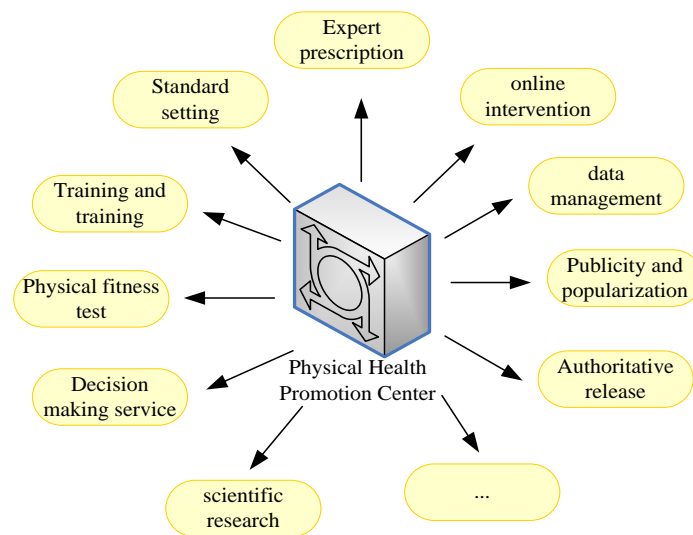 Expert
prescription
Standard
setting
online
intervention
Training and
training
data
management
Physical fitness
test
Publicity and
popularization
Physical Health
Promotion Center
Decision
making service
Authoritative
release
scientific
research
...